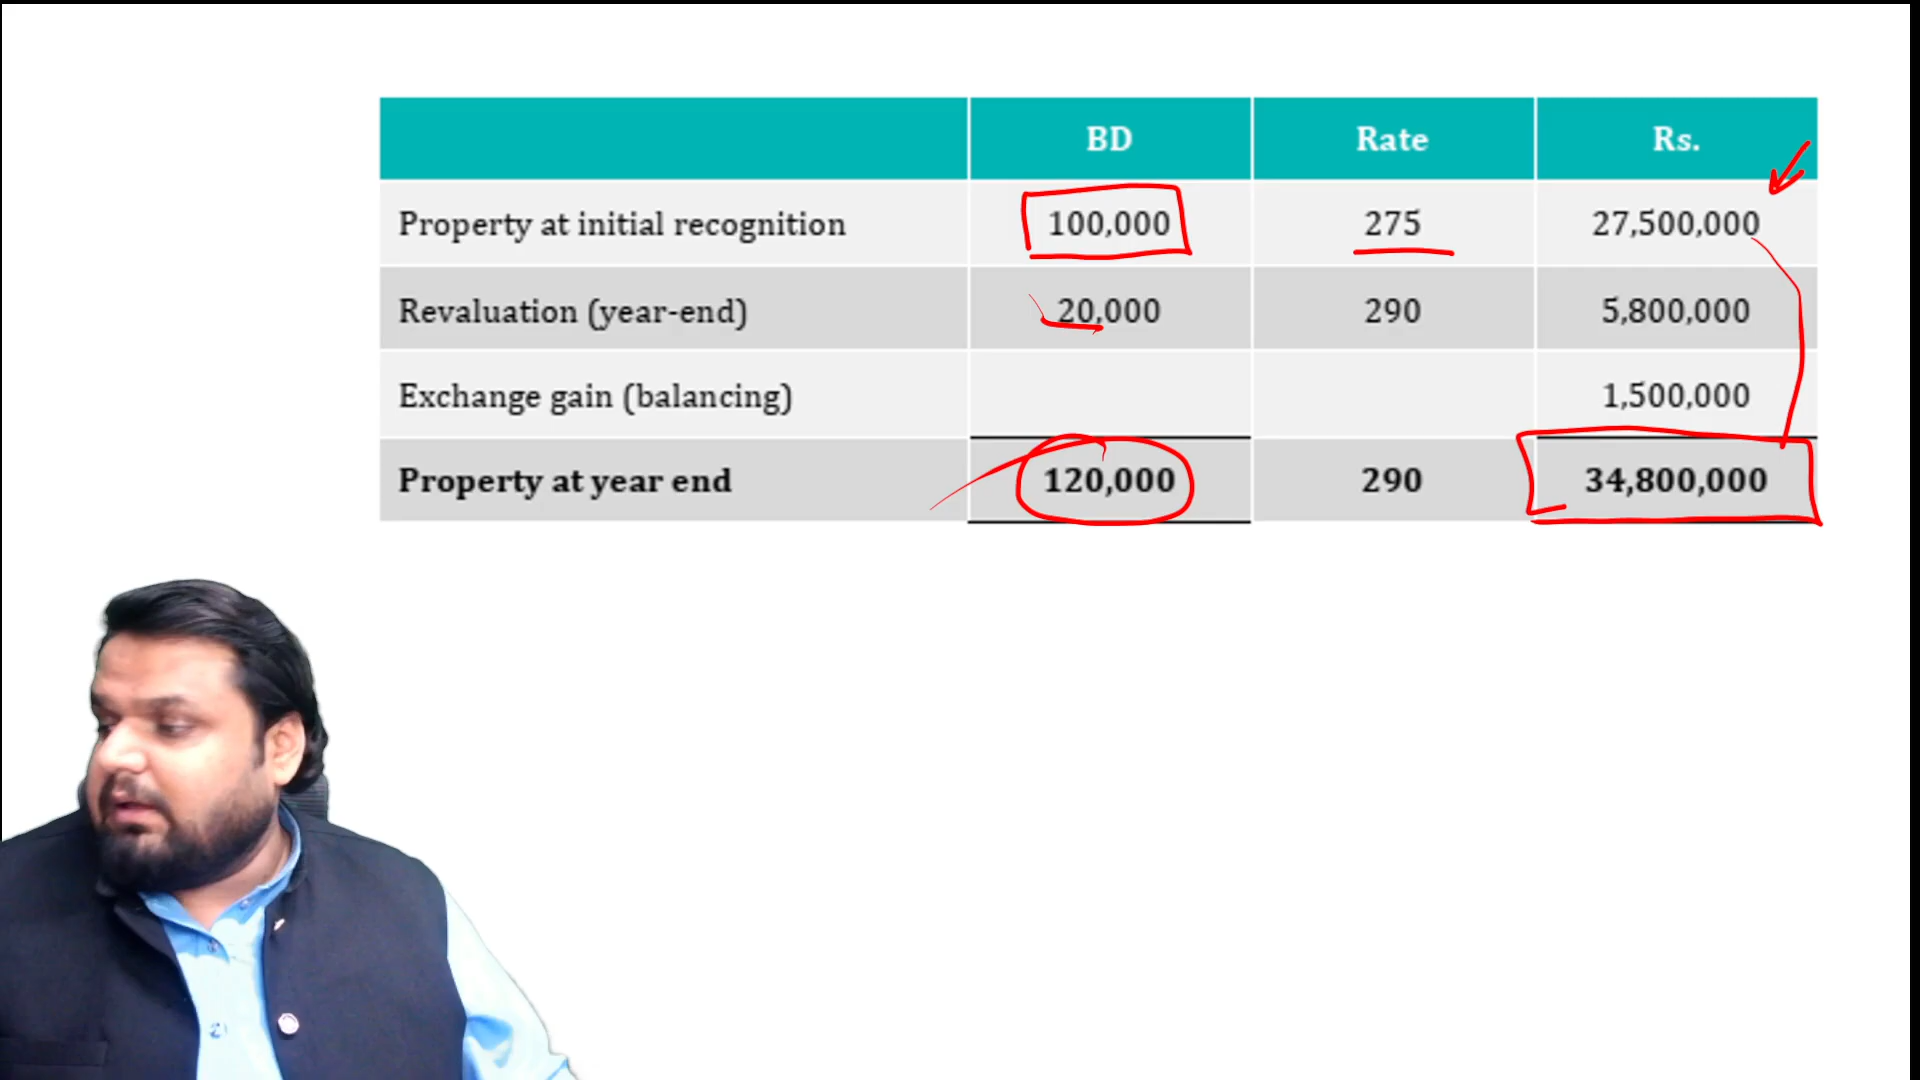 BD Rate Rs.
Property at initial recognition 100,000 275 27,500,000
Revaluation (year-end) 20,000 290 5,800,000
Exchange gain (balancing) 1,500,000
Property at year end 120,000 290 34,800,000